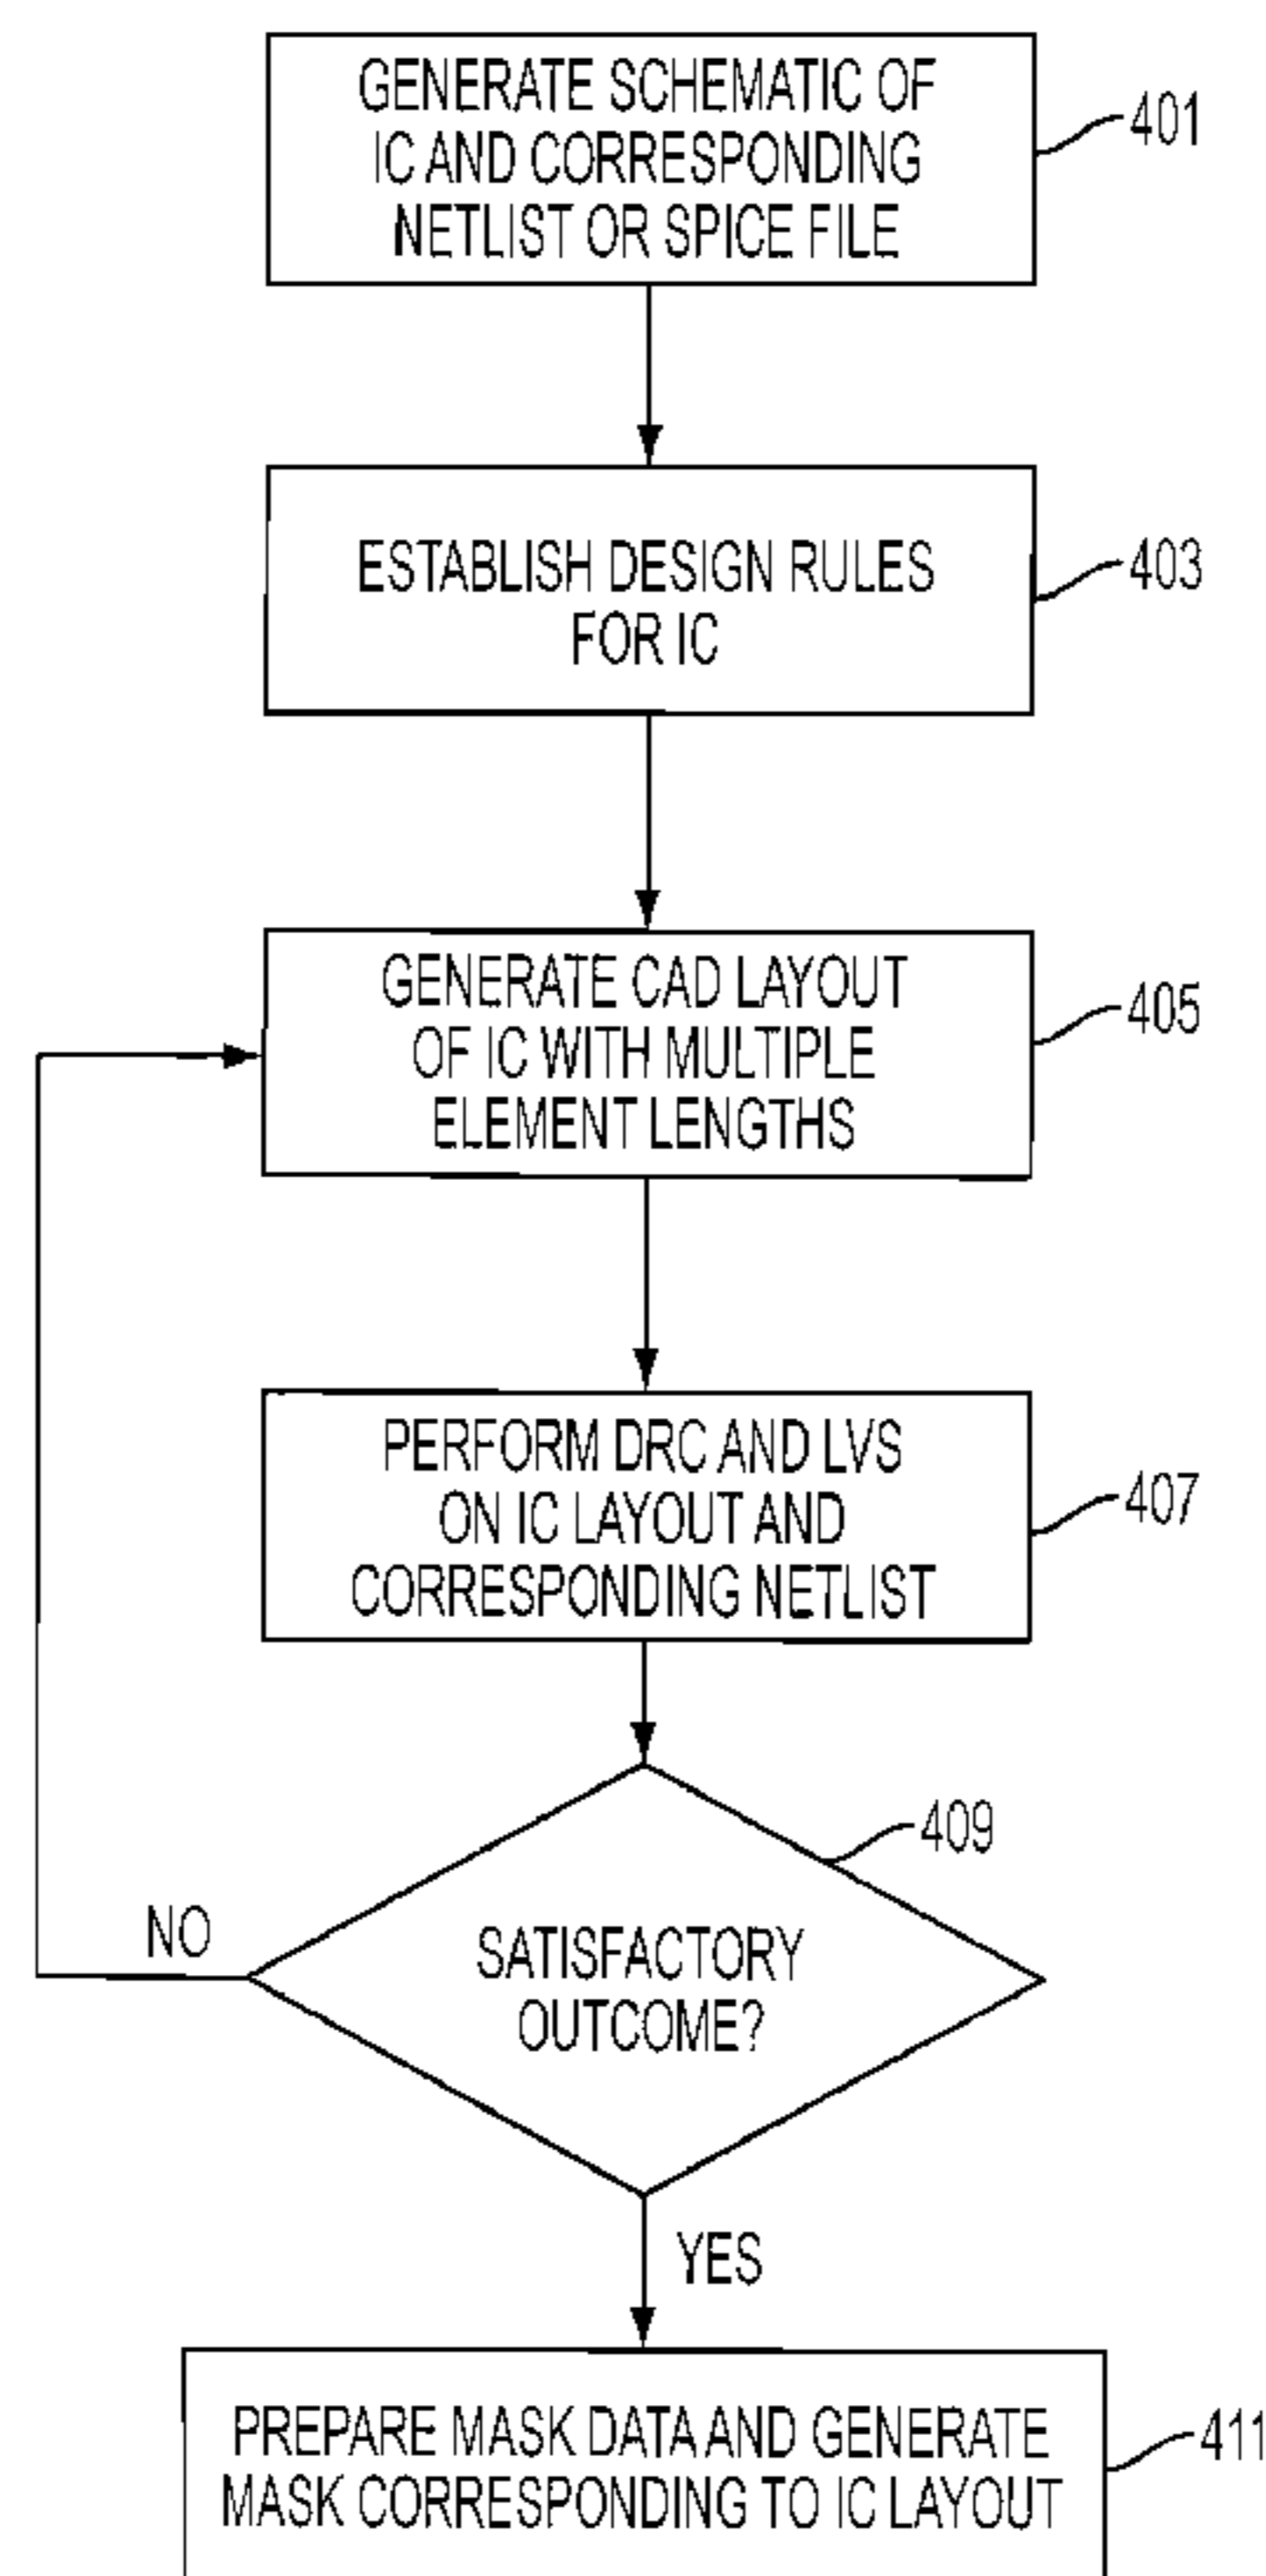 GENERATE SCHEMATIC OF
IC AND CORRESPONDING
NETLIST OR SPICE FILE
401
ESTABLISH DESIGN RULES
FOR IC
403
GENERATE CAD LAYOUT
OF IC WITH MULTIPLE
ELEMENT LENGTHS
405
PERFORM DRC AND LVS
ON IC LAYOUT AND
CORRESPONDING NETLIST
407
409
NO
SATISFACTORY
OUTCOME?
YES
PREPARE MASK DATA AND GENERATE
MASK CORRESPONDING TO IC LAYOUT
411